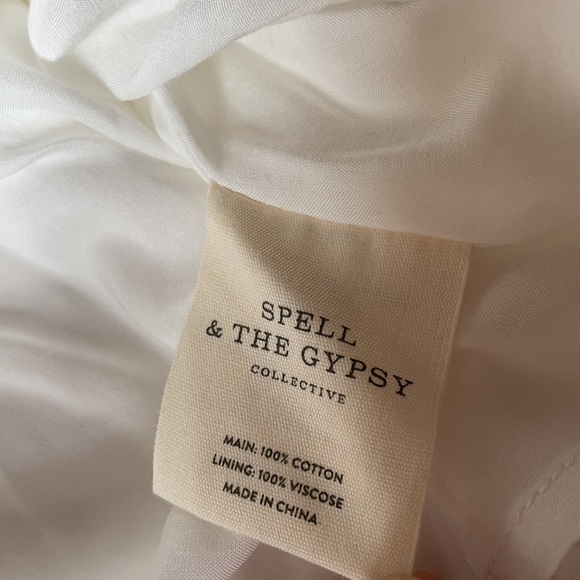 SPELL
& THE GYPSY
COLLECTIVE
MAIN: 100% COTTON
LINING: 100% VISCOSE
MADE IN CHINA